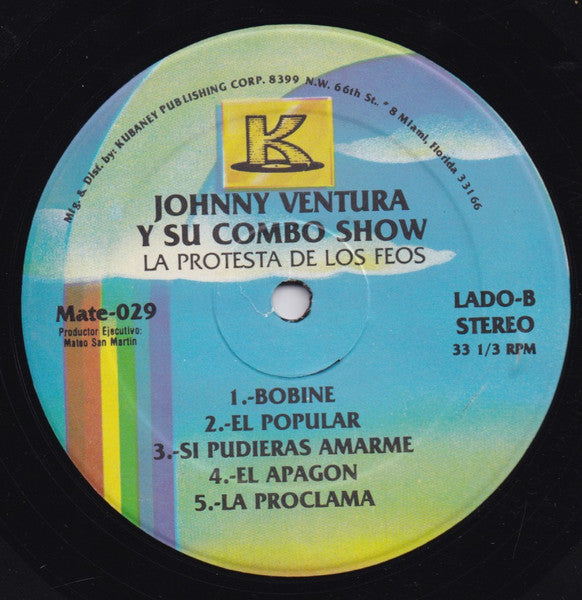 Mfg. & Dist. by: KUBANEY PUBLISHING CORP. 8399 N.W. 66th St. # 8 Miami, Florida 33166
K
JOHNNY VENTURA
Y SU COMBO SHOW
LA PROTESTA DE LOS FEOS
Mate-029
Productor Ejecutivo:
Mateo San Martin
LADO-B
STEREO
33 1/3 RPM
1.-BOBINE
2.-EL POPULAR
3.-SI PUDIERAS AMARME
4.-EL APAGON
5.-LA PROCLAMA